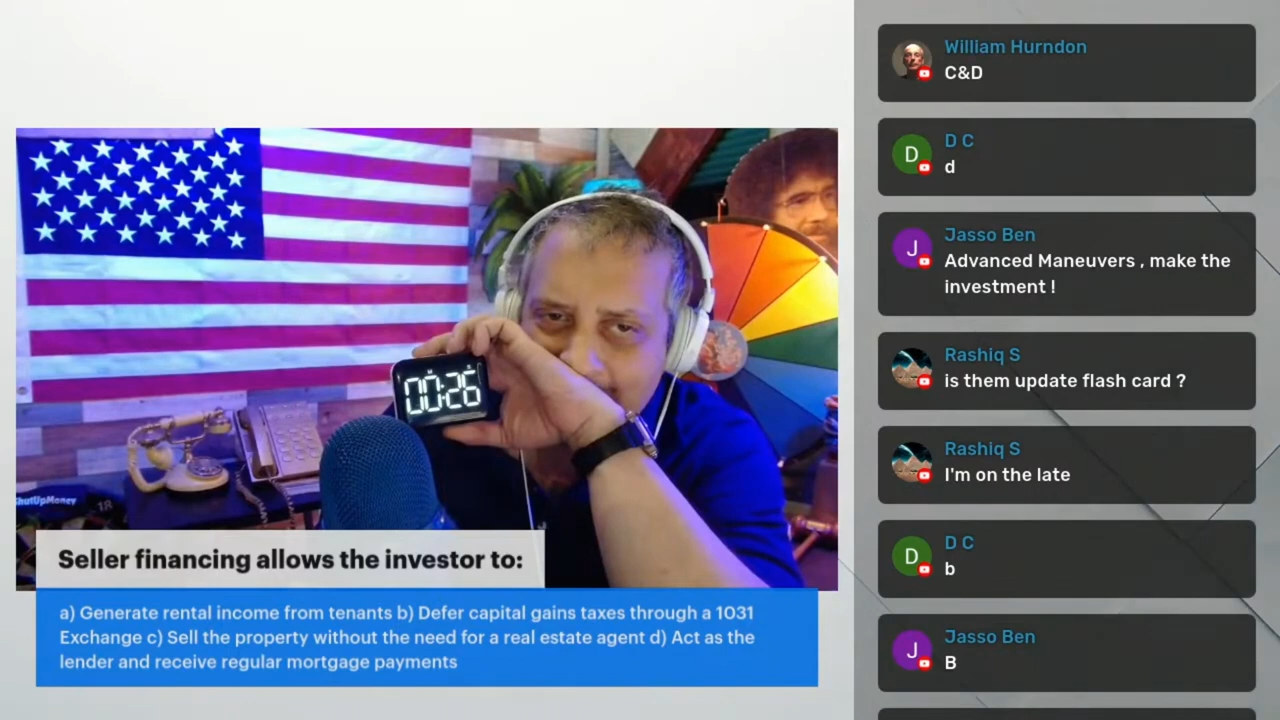 William Hurndon
C&D
D C
d
Jasso Ben
Advanced Maneuvers , make the
investment !
Rashiq S
is them update flash card ?
Rashiq S
I'm on the late
D C
b
Jasso Ben
B
00:26
ShutUpMoney
Seller financing allows the investor to:
a) Generate rental income from tenants b) Defer capital gains taxes through a 1031
Exchange c) Sell the property without the need for a real estate agent d) Act as the
lender and receive regular mortgage payments
D
D
J
J